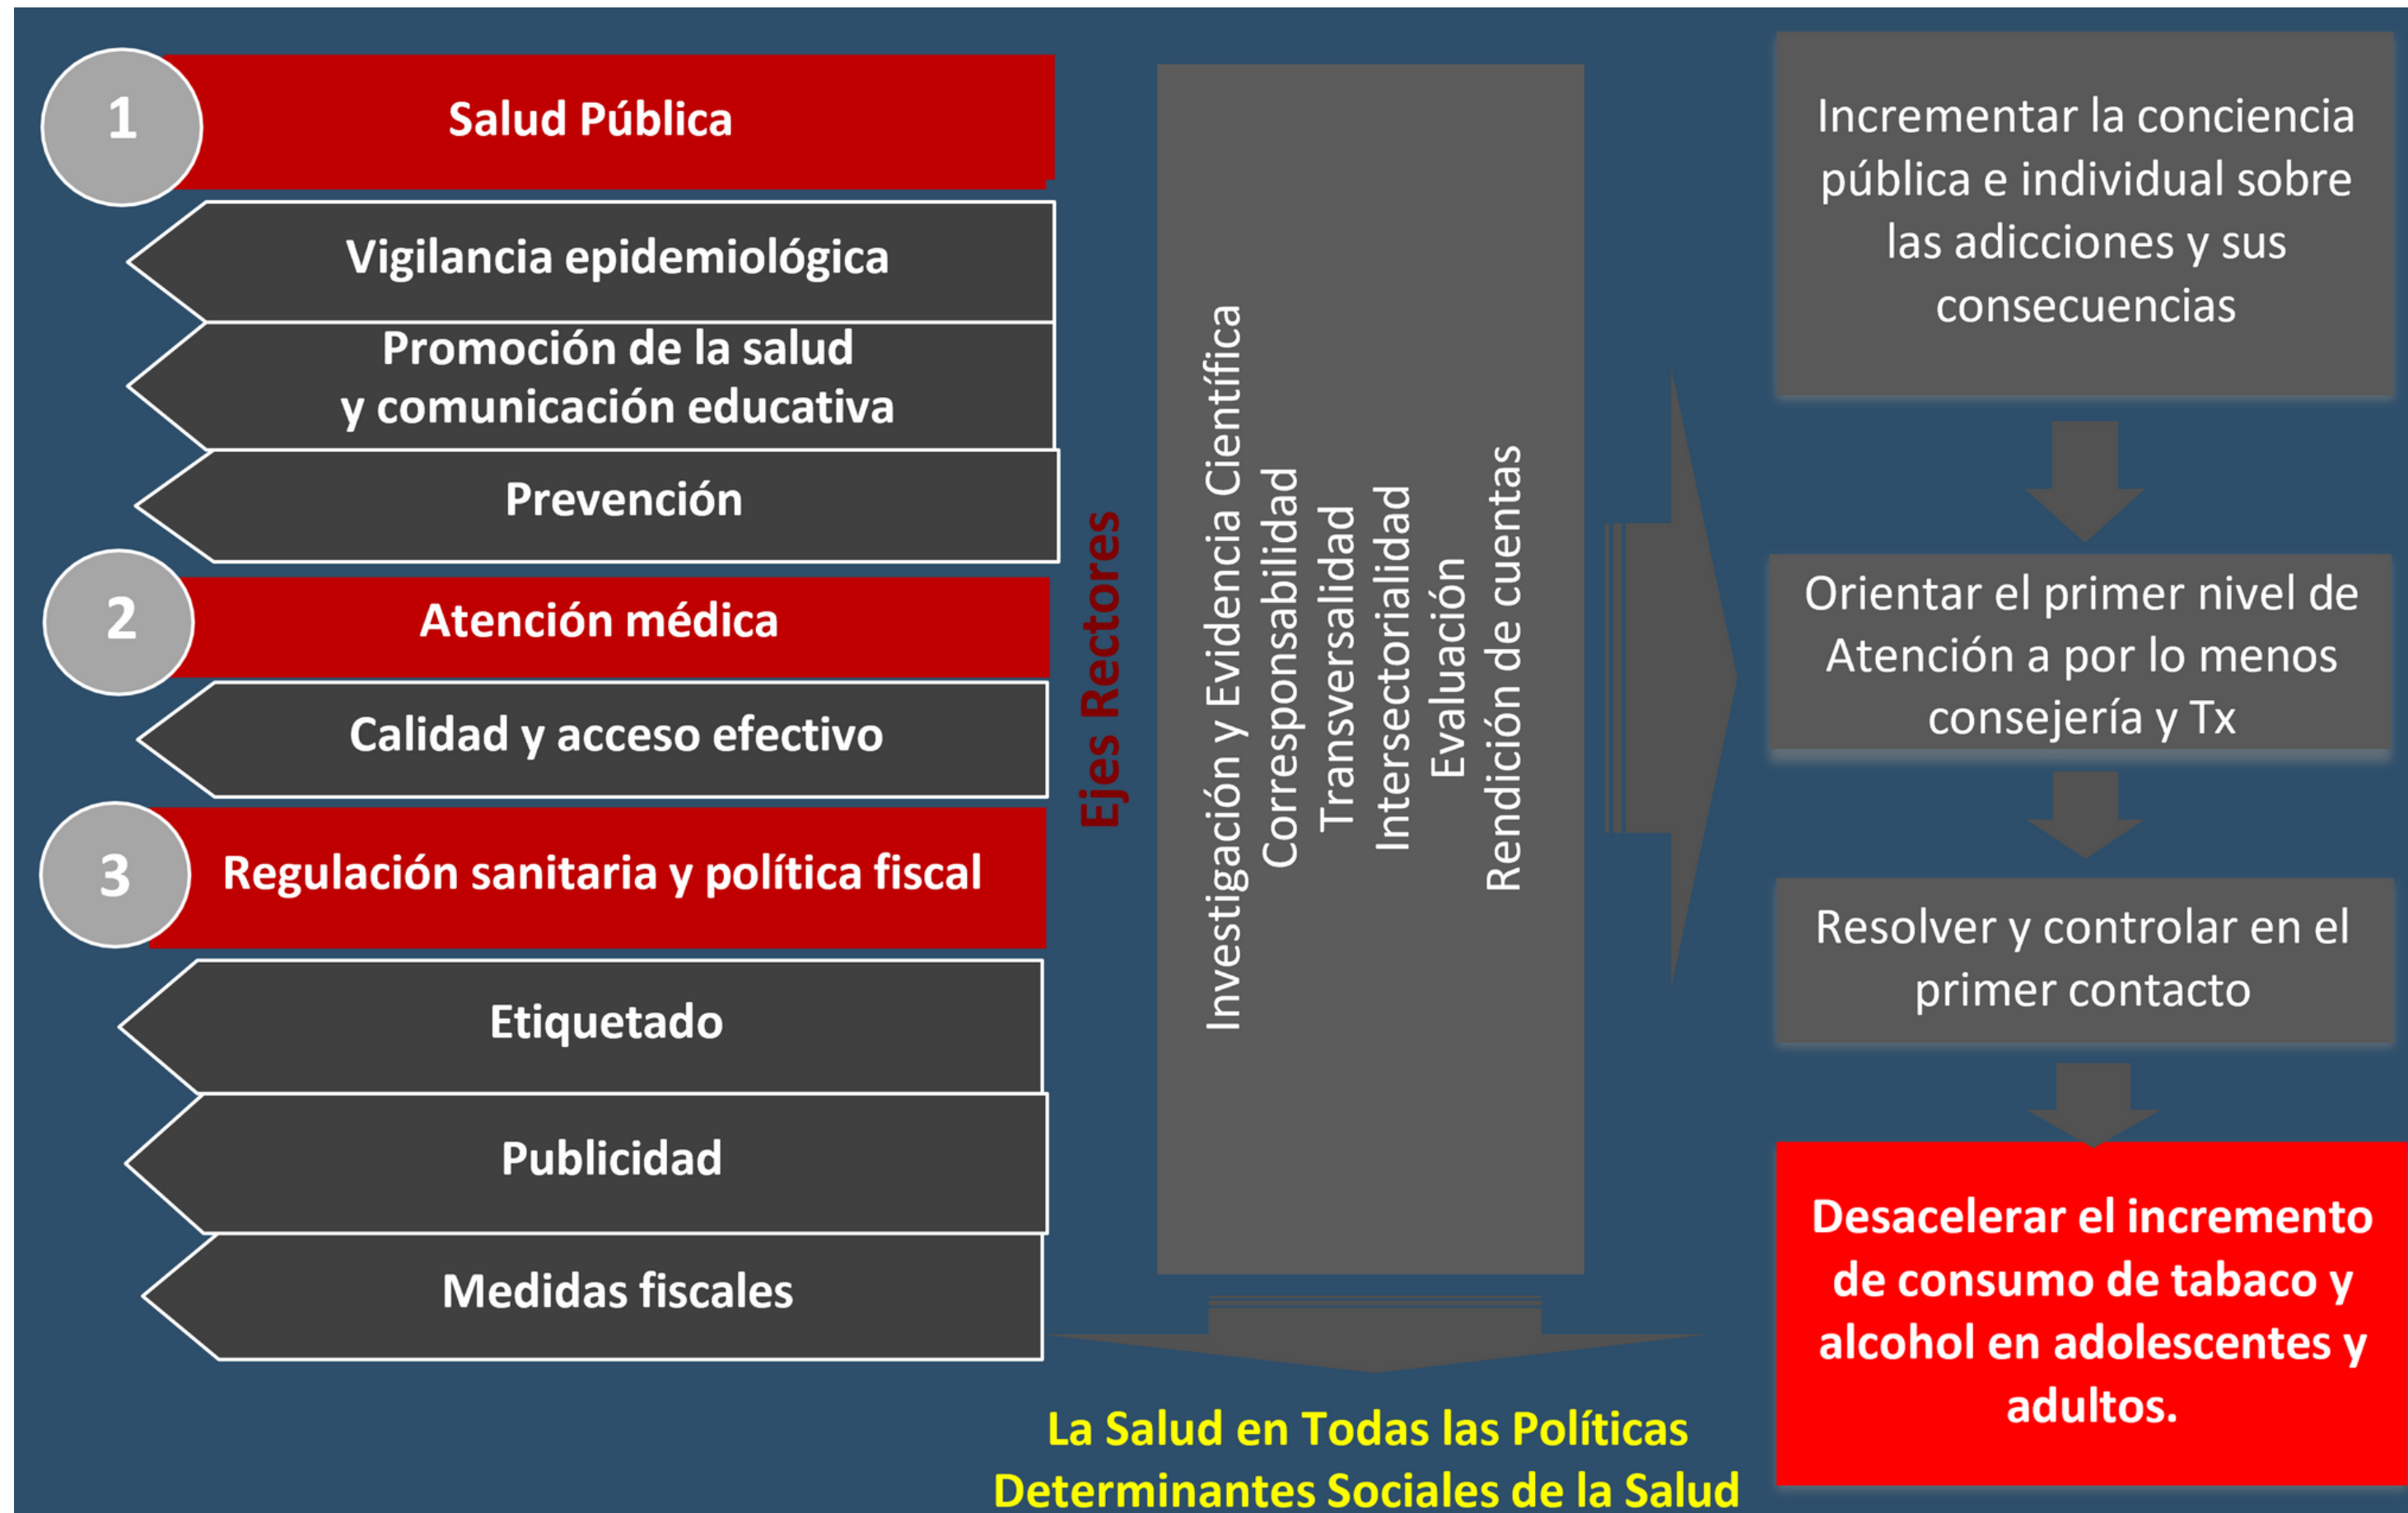 1
Salud Pública
Vigilancia epidemiológica
Promoción de la salud
y comunicación educativa
Prevención
2
Atención médica
Calidad y acceso efectivo
3
Regulación sanitaria y política fiscal
Etiquetado
Publicidad
Medidas fiscales
Ejes Rectores
Investigación y Evidencia Científica
Corresponsabilidad
Transversalidad
Intersectorialidad
Evaluación
Rendición de cuentas
La Salud en Todas las Políticas
Determinantes Sociales de la Salud
Incrementar la conciencia
pública e individual sobre
las adicciones y sus
consecuencias
Orientar el primer nivel de
Atención a por lo menos
consejería y Tx
Resolver y controlar en el
primer contacto
Desacelerar el incremento
de consumo de tabaco y
alcohol en adolescentes y
adultos.